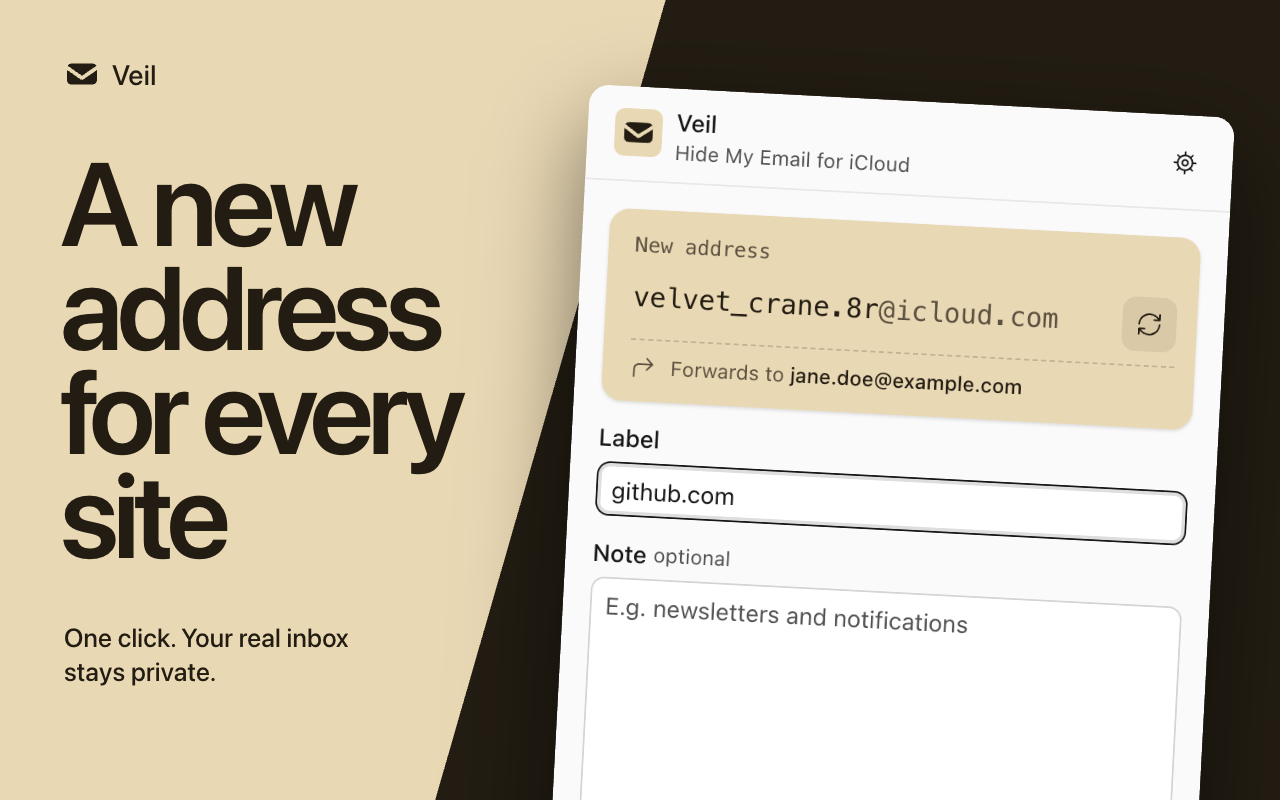 Veil
A new
address
for every
site
One click. Your real inbox
stays private.
Veil
Hide My Email for iCloud
New address
velvet_crane.8r@icloud.com
Forwards to jane.doe@example.com
Label
github.com
Note optional
E.g. newsletters and notifications